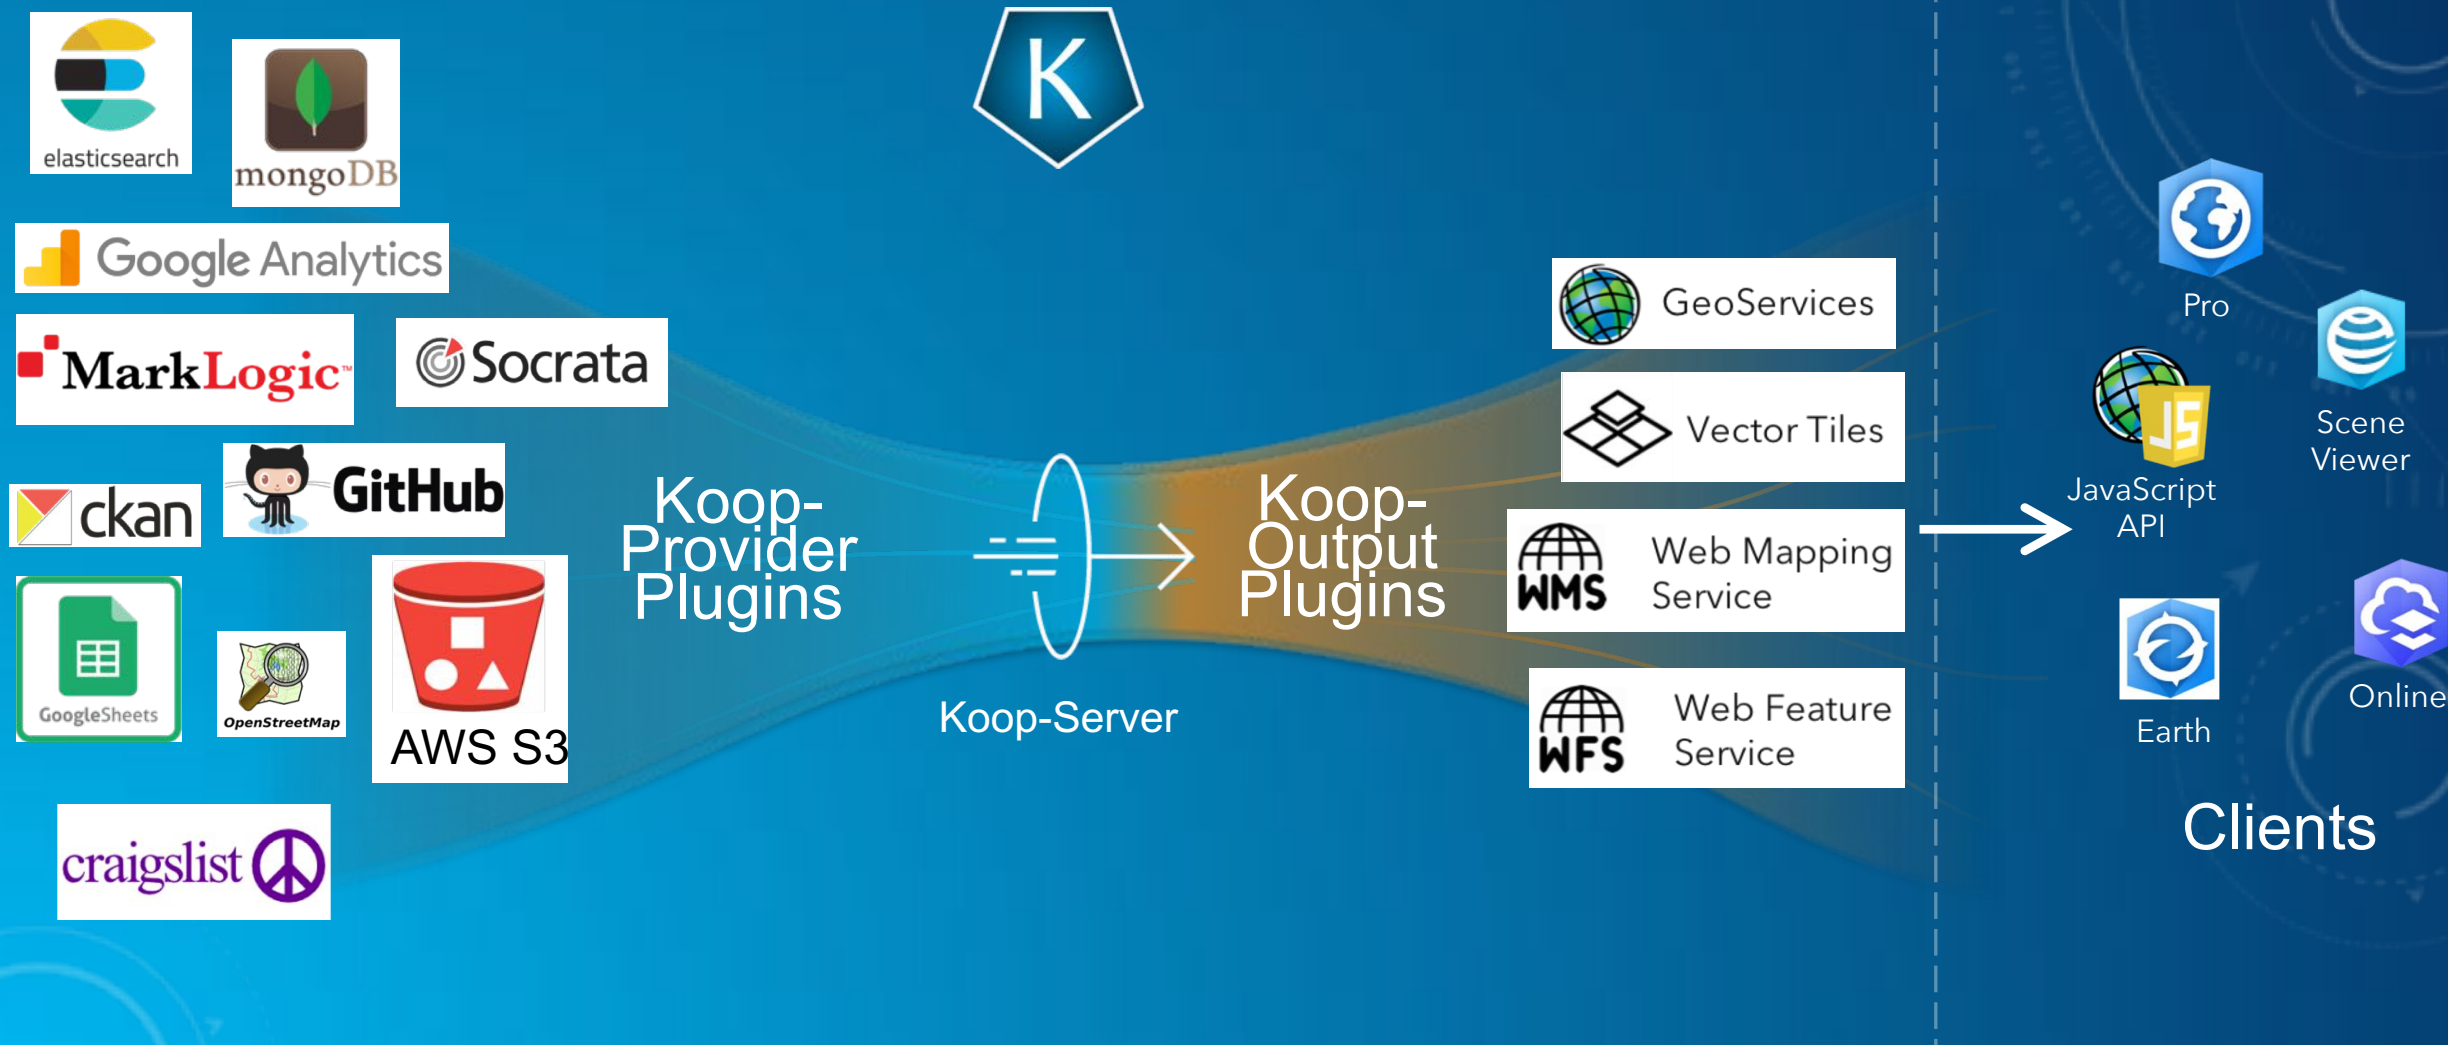 elasticsearch
mongoDB
Google Analytics
MarkLogic™
Socrata
ckan
GitHub
GoogleSheets
OpenStreetMap
AWS S3
craigslist
K
Koop-
Provider
Plugins
Koop-Server
Koop-
Output
Plugins
GeoServices
Vector Tiles
WMS
Web Mapping
Service
WFS
Web Feature
Service
Pro
Scene
Viewer
JS
JavaScript
API
Earth
Online
Clients